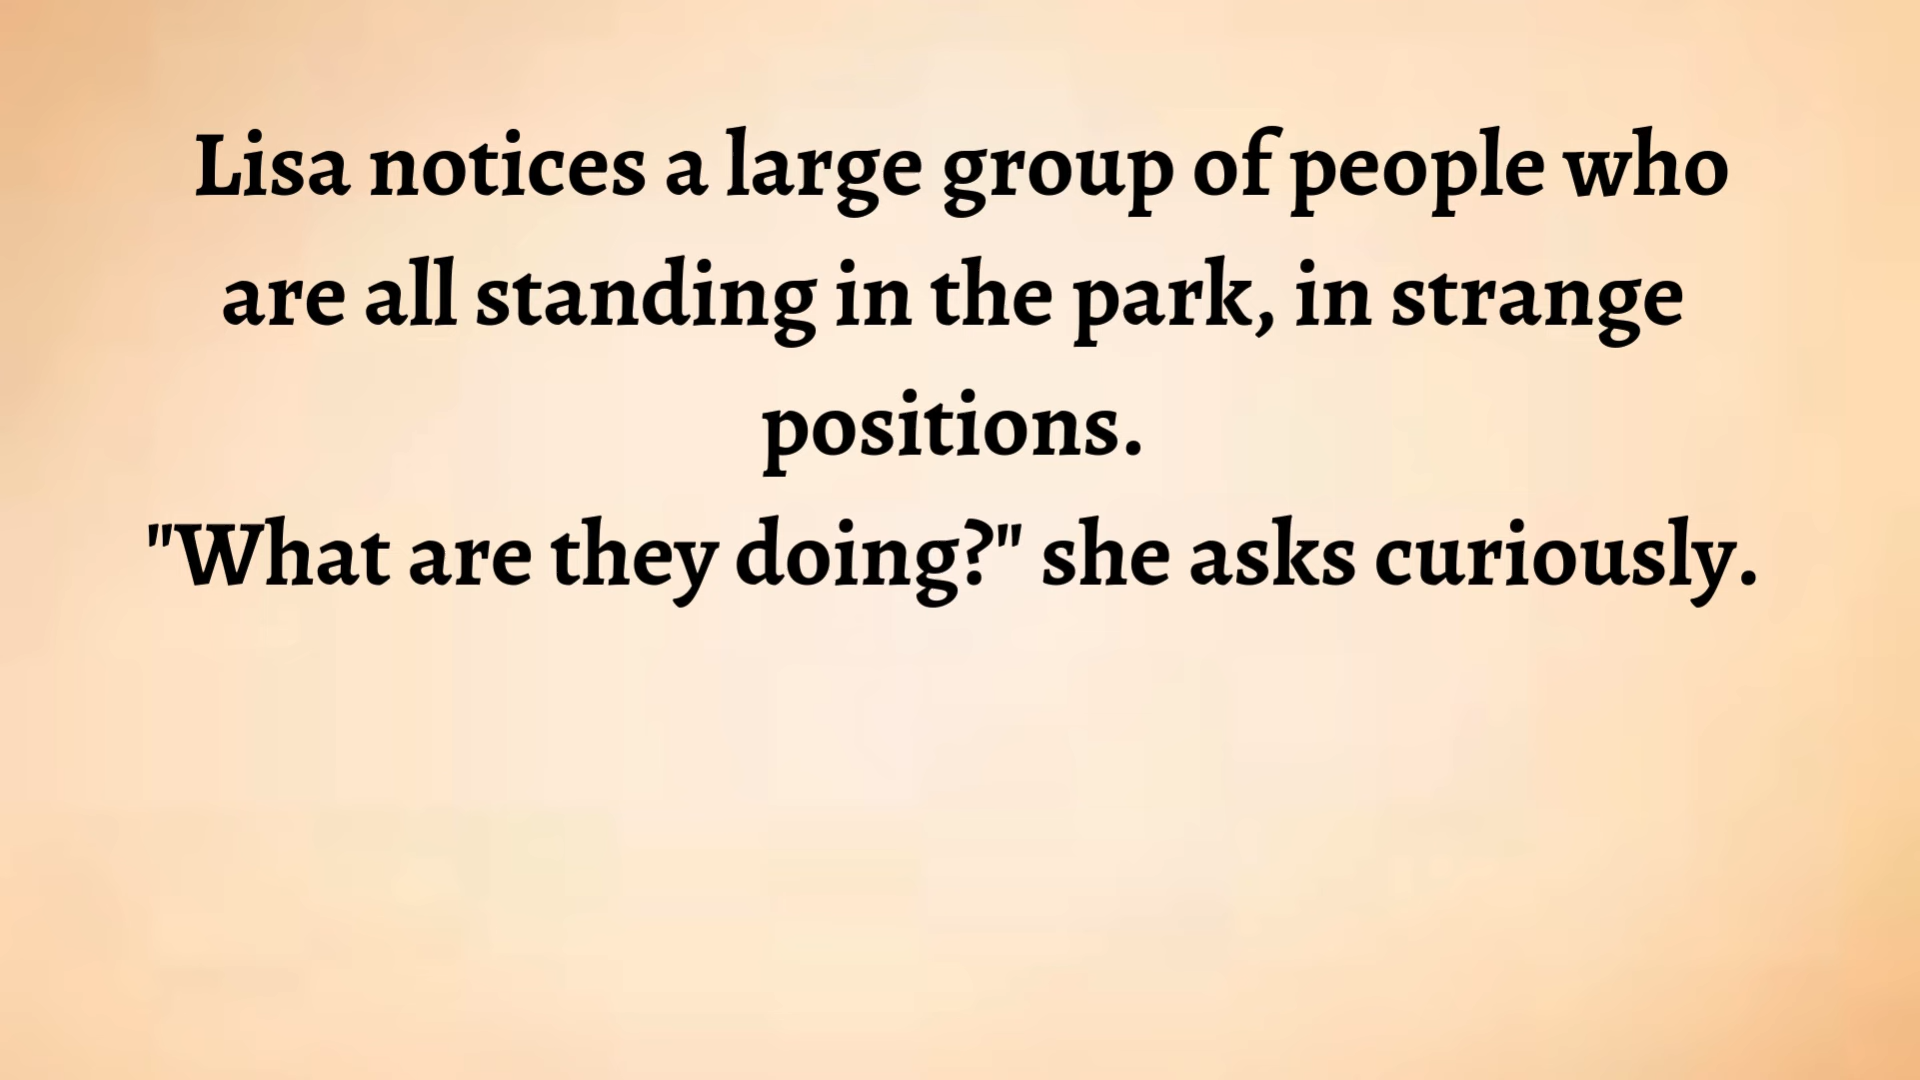 Lisa notices a large group of people who
are all standing in the park, in strange
positions.
"What are they doing?" she asks curiously.